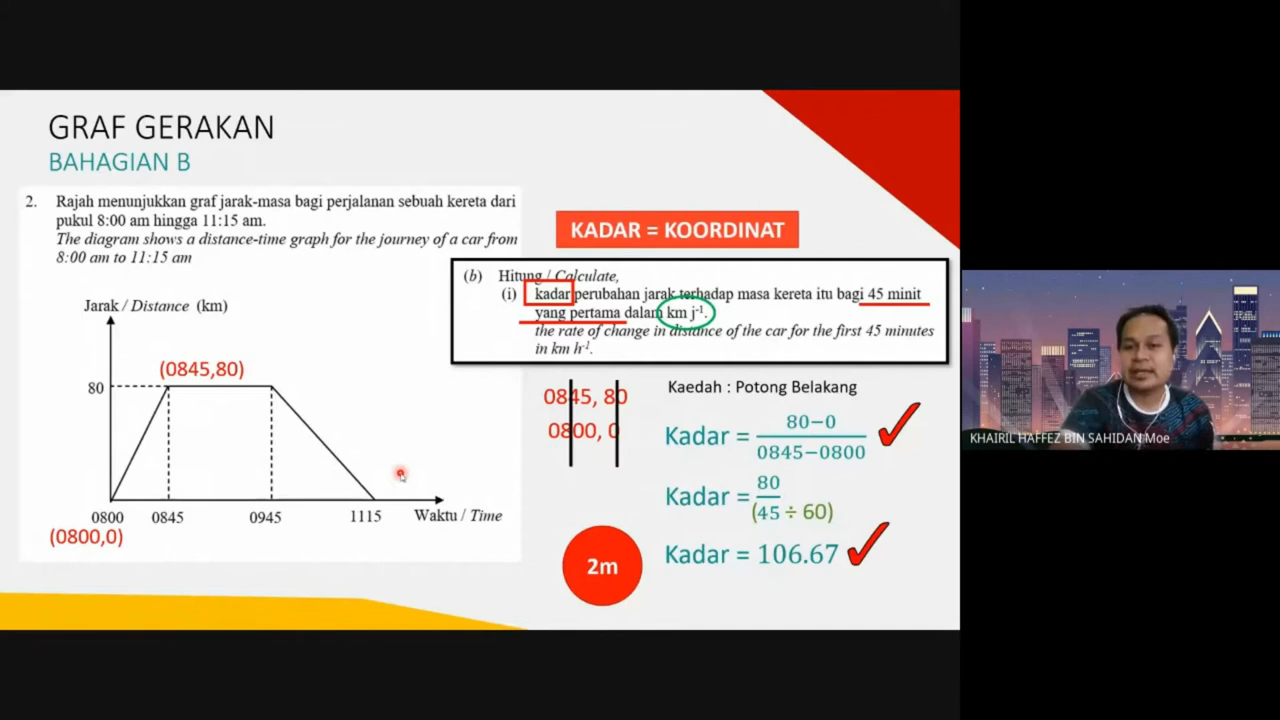 GRAF GERAKAN
BAHAGIAN B
2. Rajah menunjukkan graf jarak-masa bagi perjalanan sebuah kereta dari
pukul 8:00 am hingga 11:15 am.
The diagram shows a distance-time graph for the journey of a car from
8:00 am to 11:15 am
Jarak / Distance (km)
(0845,80)
80
0800 0845 0945 1115 Waktu / Time
(0800,0)
KADAR = KOORDINAT
(b) Hitung / Calculate,
(i) kadar perubahan jarak terhadap masa kereta itu bagi 45 minit
yang pertama dalam km j⁻¹.
the rate of change in distance of the car for the first 45 minutes
in km h⁻¹.
0845, 80
0800, 0
Kaedah : Potong Belakang
Kadar = 80−0
0845−0800
Kadar = 80
(45 ÷ 60)
Kadar = 106.67
2m
KHAIRIL HAFFEZ BIN SAHIDAN Moe